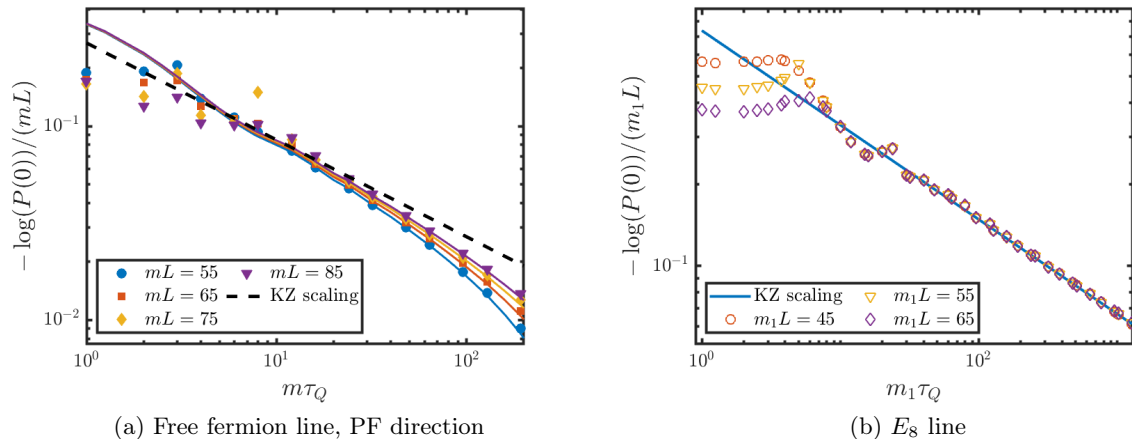 − log(P(0))/(mL)
10^{-1}
10^{-2}
mL = 55
mL = 85
mL = 65
KZ scaling
mL = 75
10^{0}
10^{1}
10^{2}
mτ_Q
(a) Free fermion line, PF direction
− log(P(0))/(m_1L)
10^{-1}
KZ scaling
m_1L = 55
m_1L = 45
m_1L = 65
10^{0}
10^{2}
m_1τ_Q
(b) E_8 line